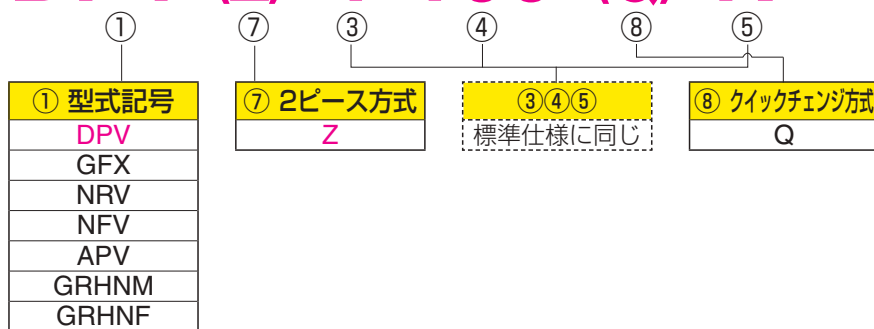 ① ⑦ ③ ④ ⑧ ⑤
① 型式記号
DPV
GFX
NRV
NFV
APV
GRHNM
GRHNF
⑦ 2ピース方式
Z
③④⑤
標準仕様に同じ
⑧ クイックチェンジ方式
Q